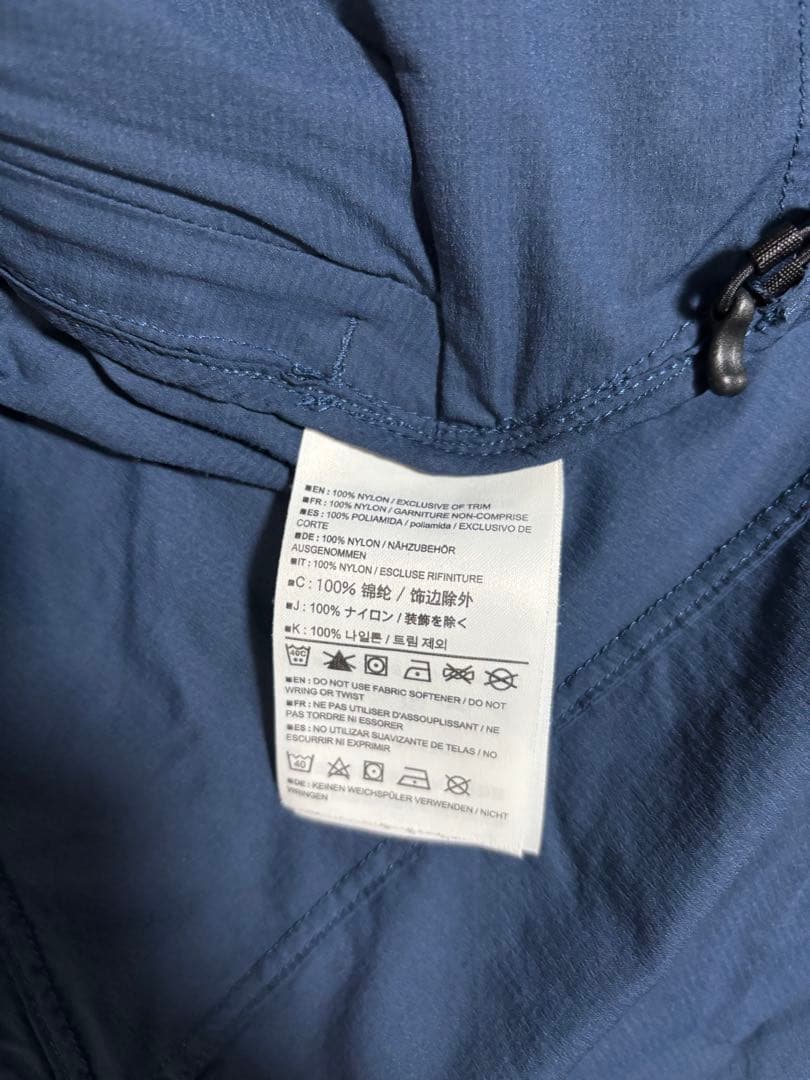 ■EN : 100% NYLON / EXCLUSIVE OF TRIM
■FR : 100% NYLON / GARNITURE NON-COMPRISE
■ES : 100% POLIAMIDA / poliamida / EXCLUSIVO DE
CORTE
■DE : 100% NYLON / NÄHZUBEHÖR
AUSGENOMMEN
■IT : 100% NYLON / ESCLUSE RIFINITURE
■C : 100% 锦纶 / 饰边除外
■J : 100% ナイロン / 装飾を除く
■K : 100% 나일론 / 트림 제외
40C
■EN : DO NOT USE FABRIC SOFTENER / DO NOT
WRING OR TWIST
■FR : NE PAS UTILISER D'ASSOUPLISSANT / NE
PAS TORDRE NI ESSORER
■ES : NO UTILIZAR SUAVIZANTE DE TELAS / NO
ESCURRIR NI EXPRIMIR
40
■DE : KEINEN WEICHSPÜLER VERWENDEN / NICHT
WRINGEN